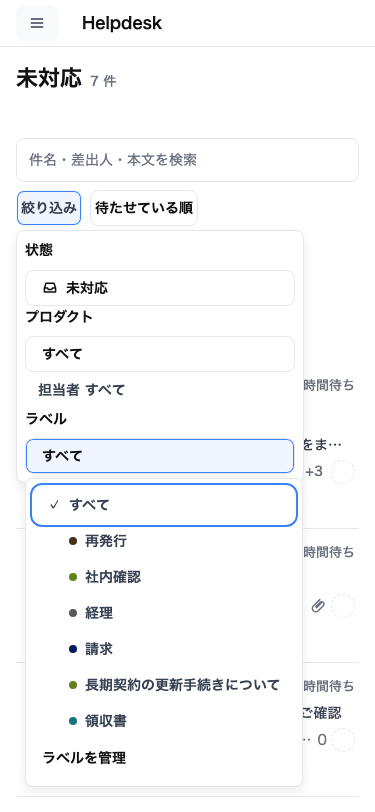 Helpdesk
未対応 7 件
件名・差出人・本文を検索
絞り込み 待たせている順
状態
未対応
プロダクト
すべて
時間待ち
担当者 すべて
ラベル
をま…
すべて
+3
✓ すべて
再発行
時間待ち
社内確認
経理
請求
長期契約の更新手続きについて
時間待ち
ご確認
領収書
… 0
ラベルを管理